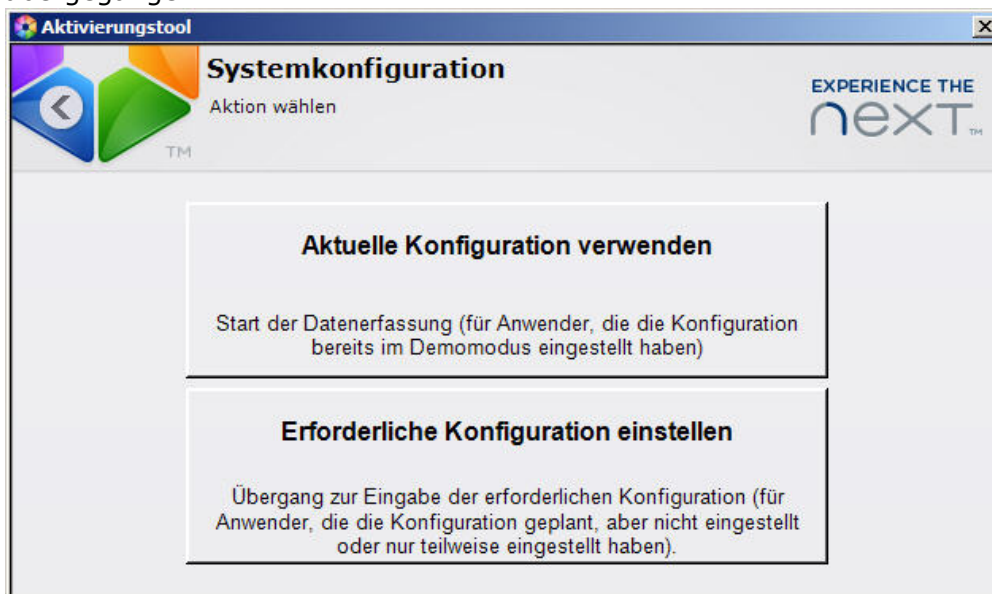 Aktivierungstool
Systemkonfiguration
Aktion wählen
EXPERIENCE THE
next™
TM
Aktuelle Konfiguration verwenden
Start der Datenerfassung (für Anwender, die die Konfiguration
bereits im Demomodus eingestellt haben)
Erforderliche Konfiguration einstellen
Übergang zur Eingabe der erforderlichen Konfiguration (für
Anwender, die die Konfiguration geplant, aber nicht eingestellt
oder nur teilweise eingestellt haben).